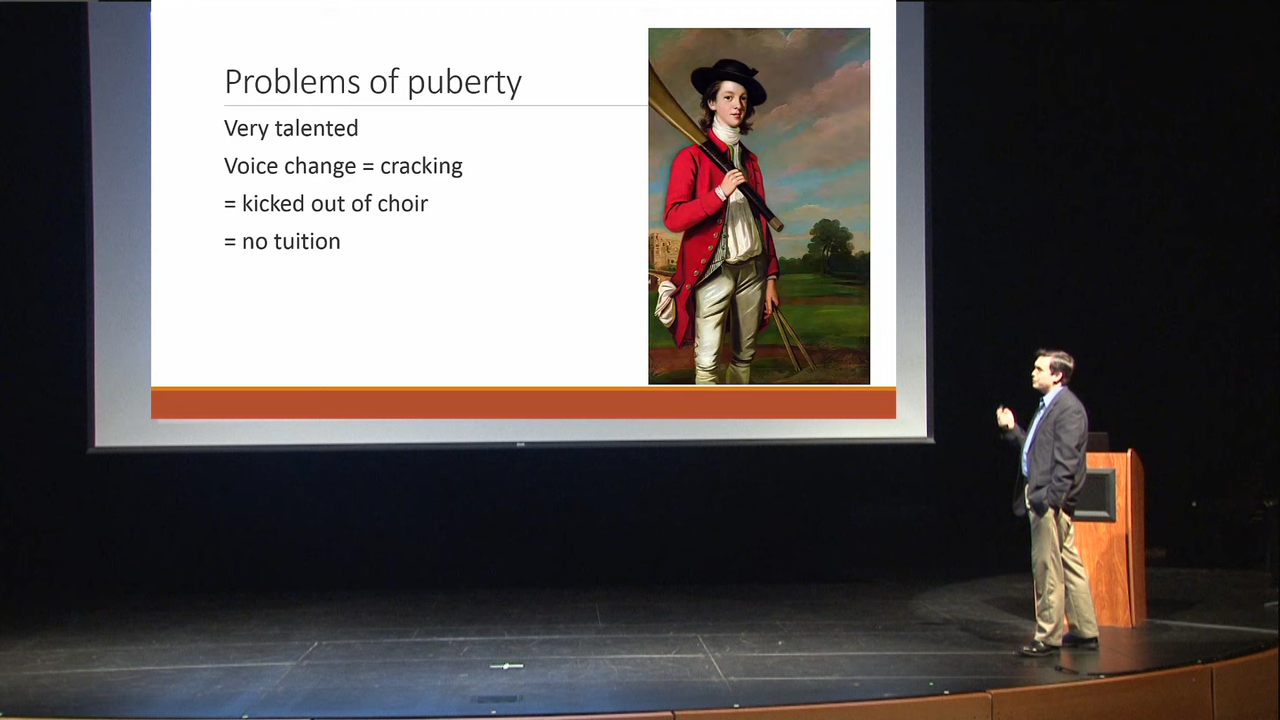 Problems of puberty
Very talented
Voice change = cracking
= kicked out of choir
= no tuition